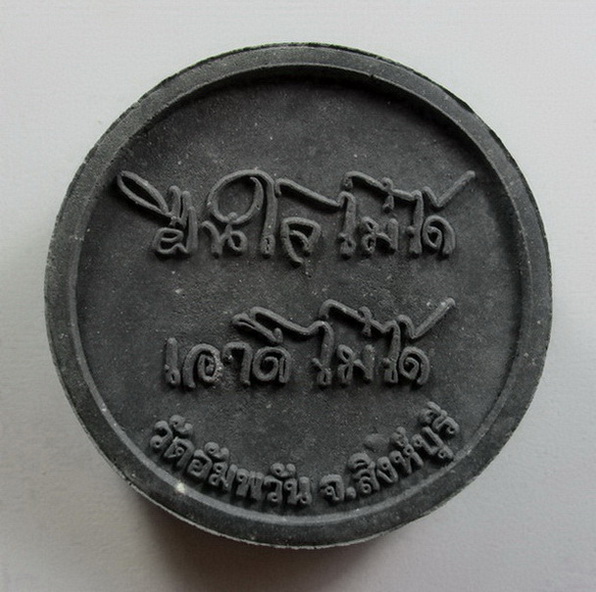 ฝืนใจไม่ได้
เอาดีไม่ได้
วัดอัมพวัน จ.สิงห์บุรี